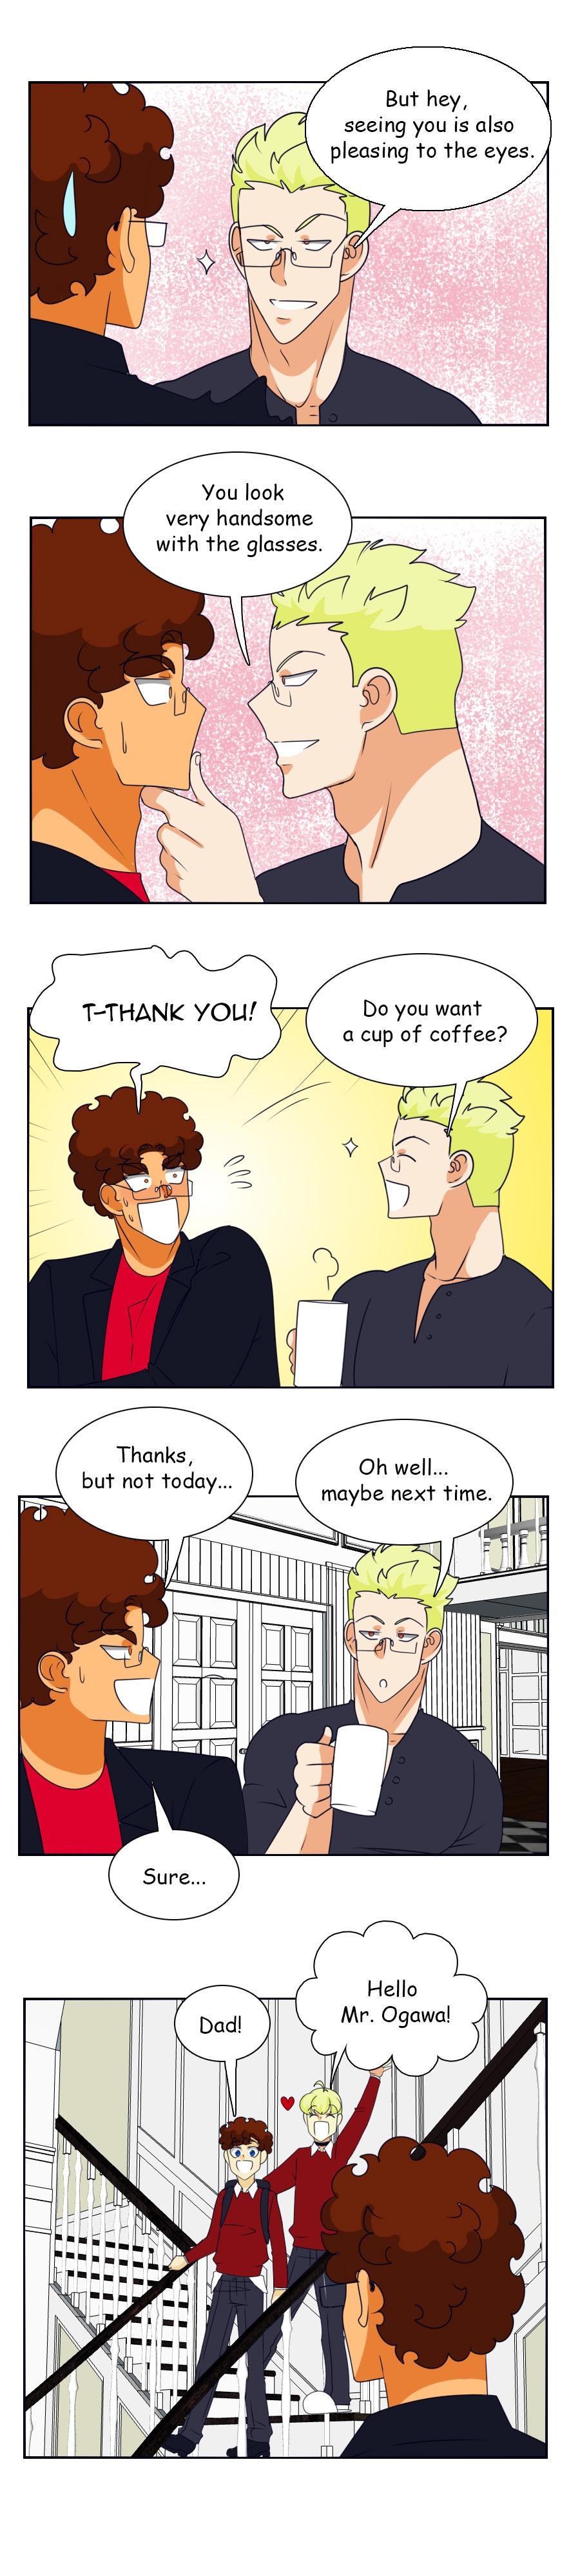 But hey,
seeing you is also
pleasing to the eyes.
You look
very handsome
with the glasses.
T-THANK YOU!
Do you want
a cup of coffee?
Thanks,
but not today...
Oh well...
maybe next time.
Sure...
Dad!
Hello
Mr. Ogawa!